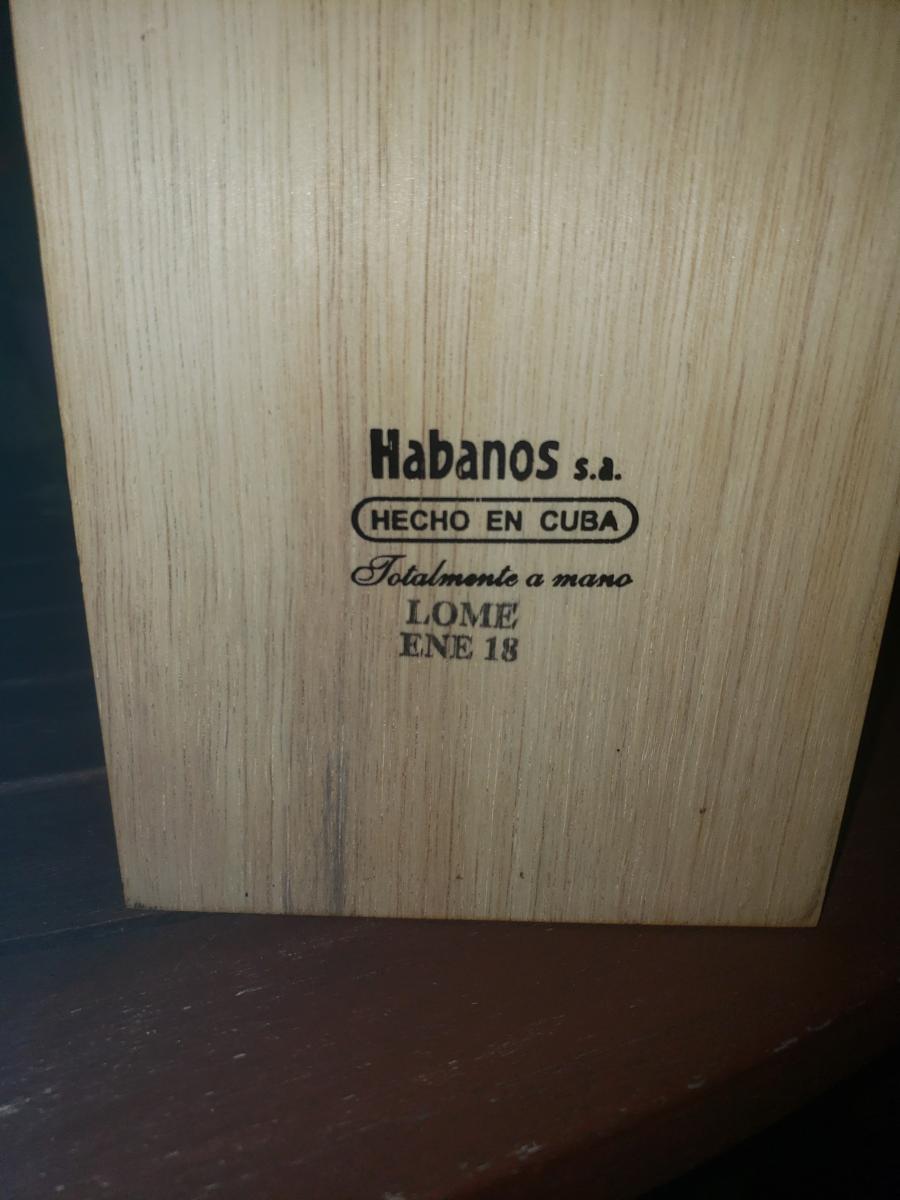 Habanos s.a.
HECHO EN CUBA
Totalmente a mano
LOME
ENE 18